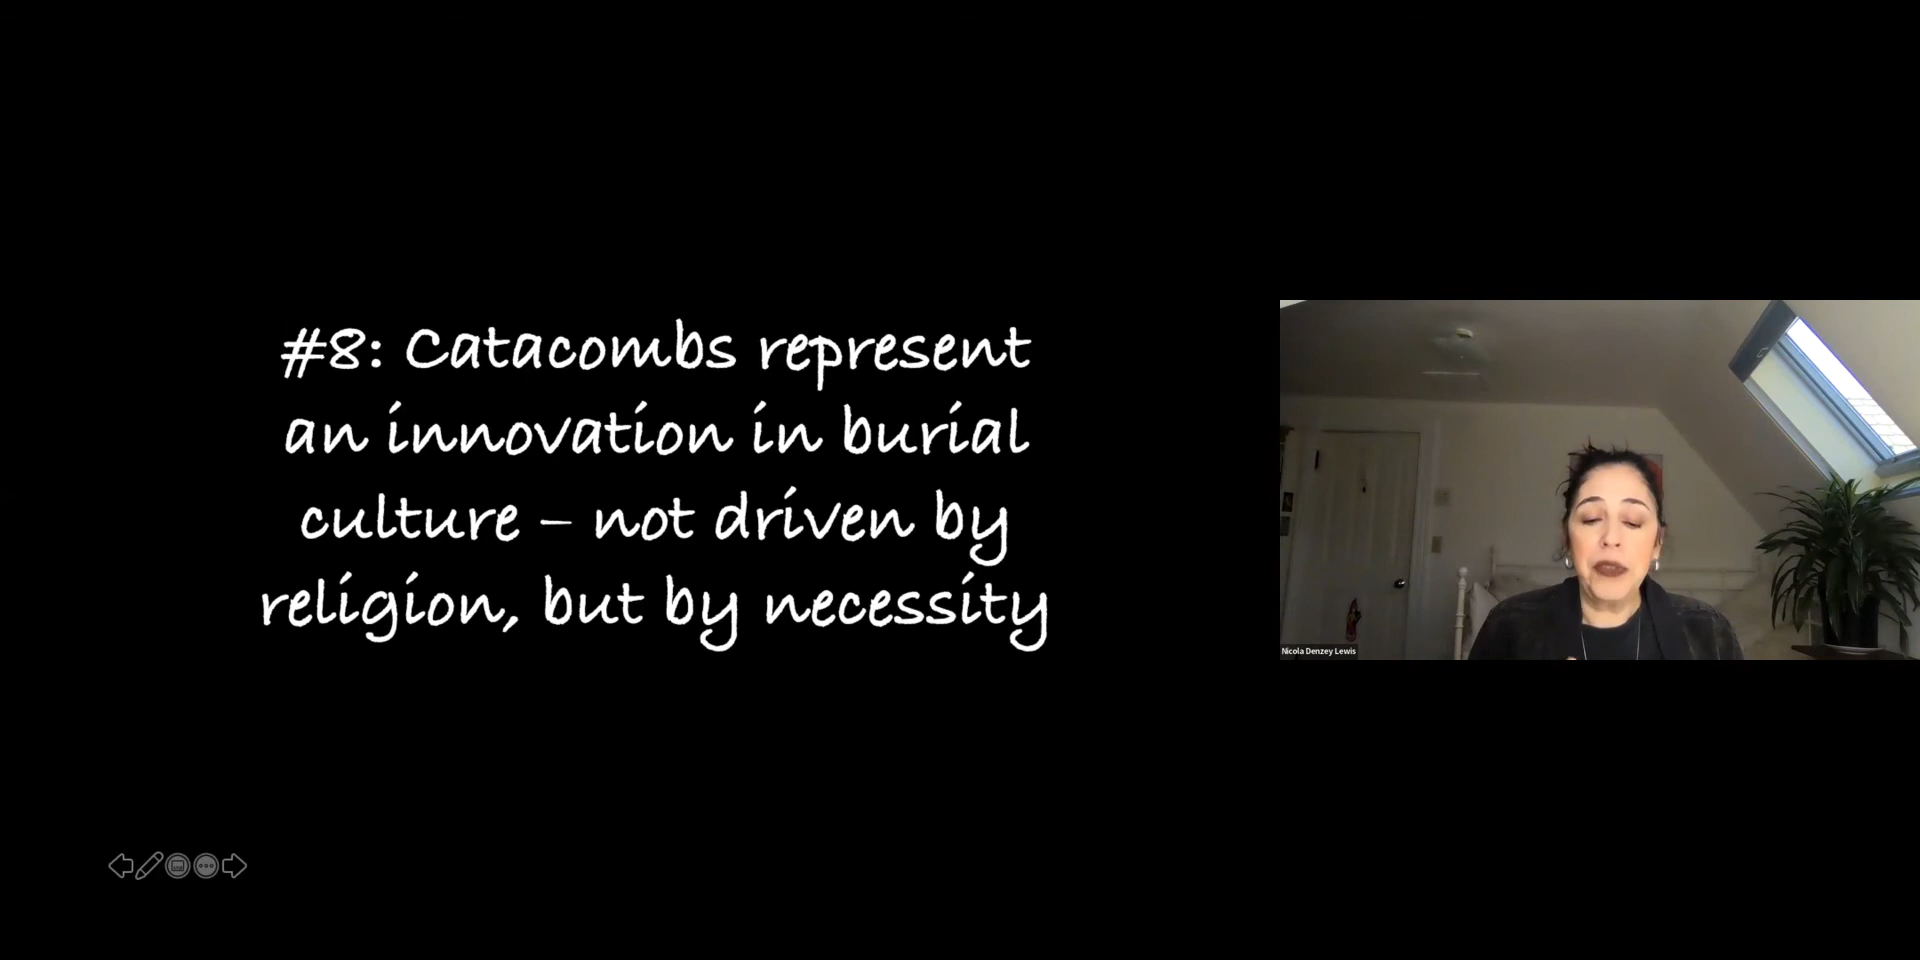 #8: Catacombs represent
an innovation in burial
culture – not driven by
religion, but by necessity
Nicola Denzey Lewis